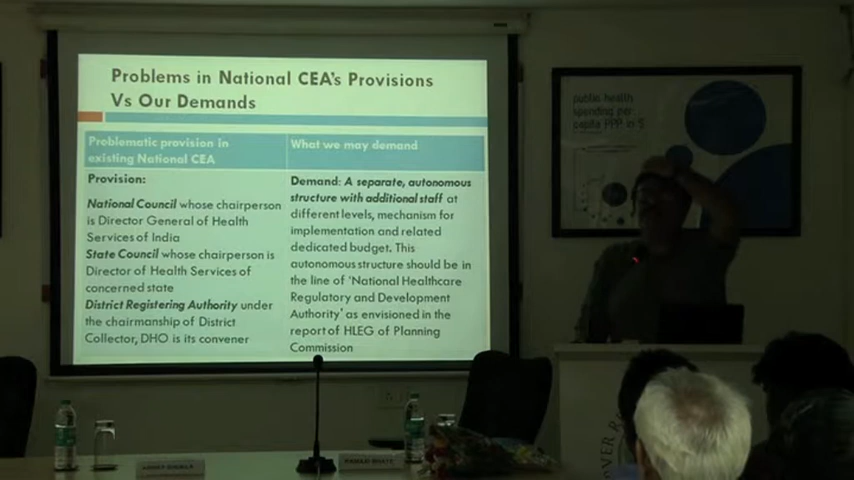 Problems in National CEA's Provisions
Vs Our Demands
Problematic provision in
existing National CEA
What we may demand
Provision:
National Council whose chairperson
is Director General of Health
Services of India
State Council whose chairperson is
Director of Health Services of
concerned state
District Registering Authority under
the chairmanship of District
Collector, DHO is its convener
Demand: A separate, autonomous
structure with additional staff at
different levels, mechanism for
implementation and related
dedicated budget. This
autonomous structure should be in
the line of 'National Healthcare
Regulatory and Development
Authority' as envisioned in the
report of HLEG of Planning
Commission
public health
spending per
capita PPP in $